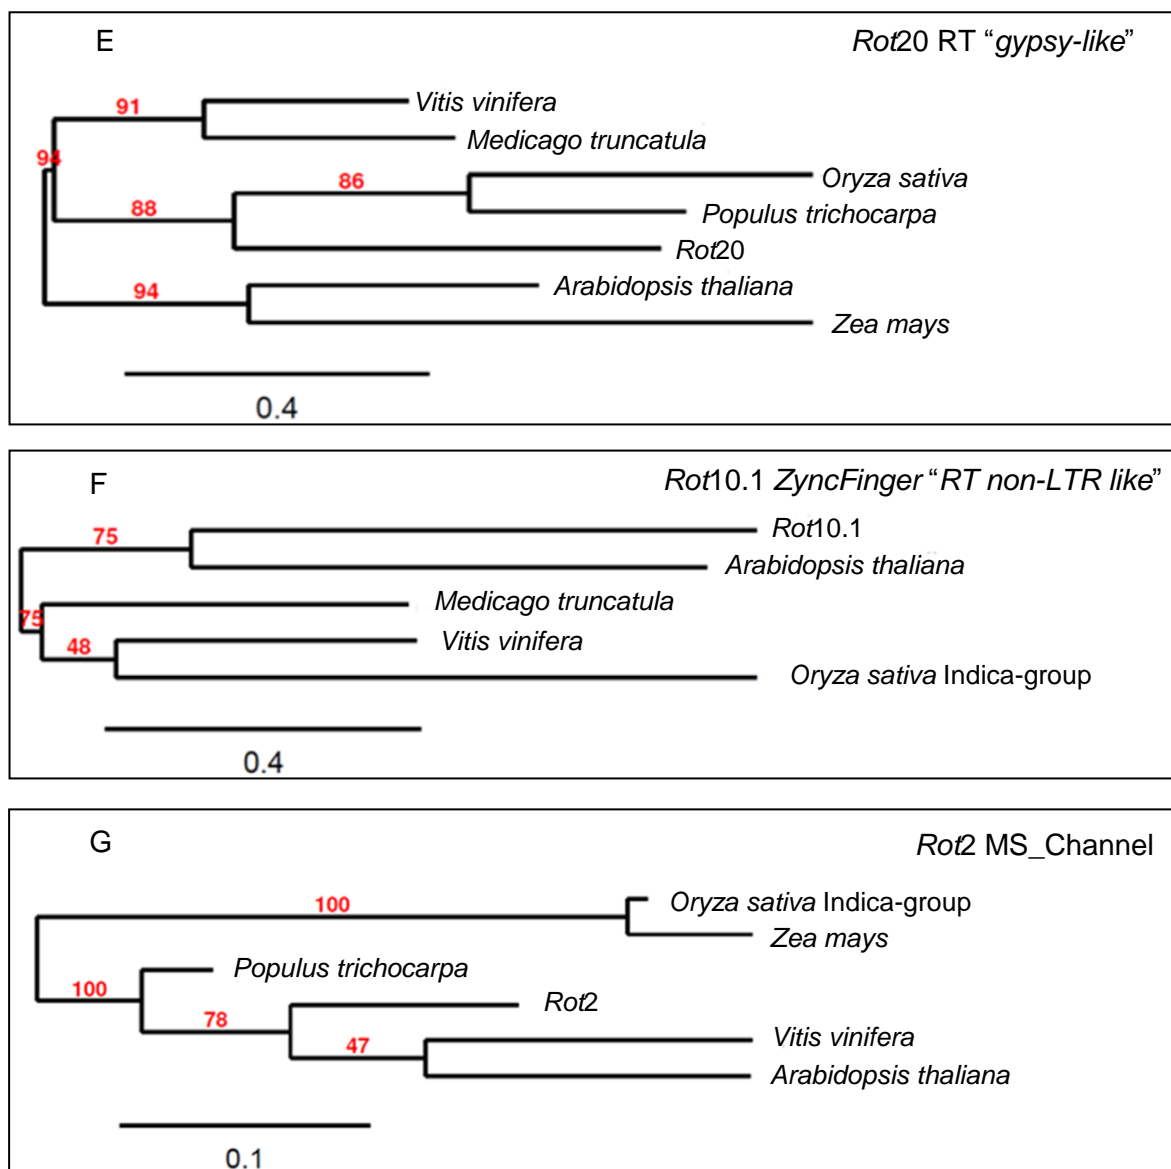 E
Rot20 RT “gypsy-like”
91
Vitis vinifera
Medicago truncatula
94
86
Oryza sativa
88
Populus trichocarpa
Rot20
94
Arabidopsis thaliana
Zea mays
0.4
F
Rot10.1 ZyncFinger “RT non-LTR like”
75
Rot10.1
Arabidopsis thaliana
Medicago truncatula
75
48
Vitis vinifera
Oryza sativa Indica-group
0.4
G
Rot2 MS_Channel
100
Oryza sativa Indica-group
Zea mays
Populus trichocarpa
100
Rot2
78
47
Vitis vinifera
Arabidopsis thaliana
0.1